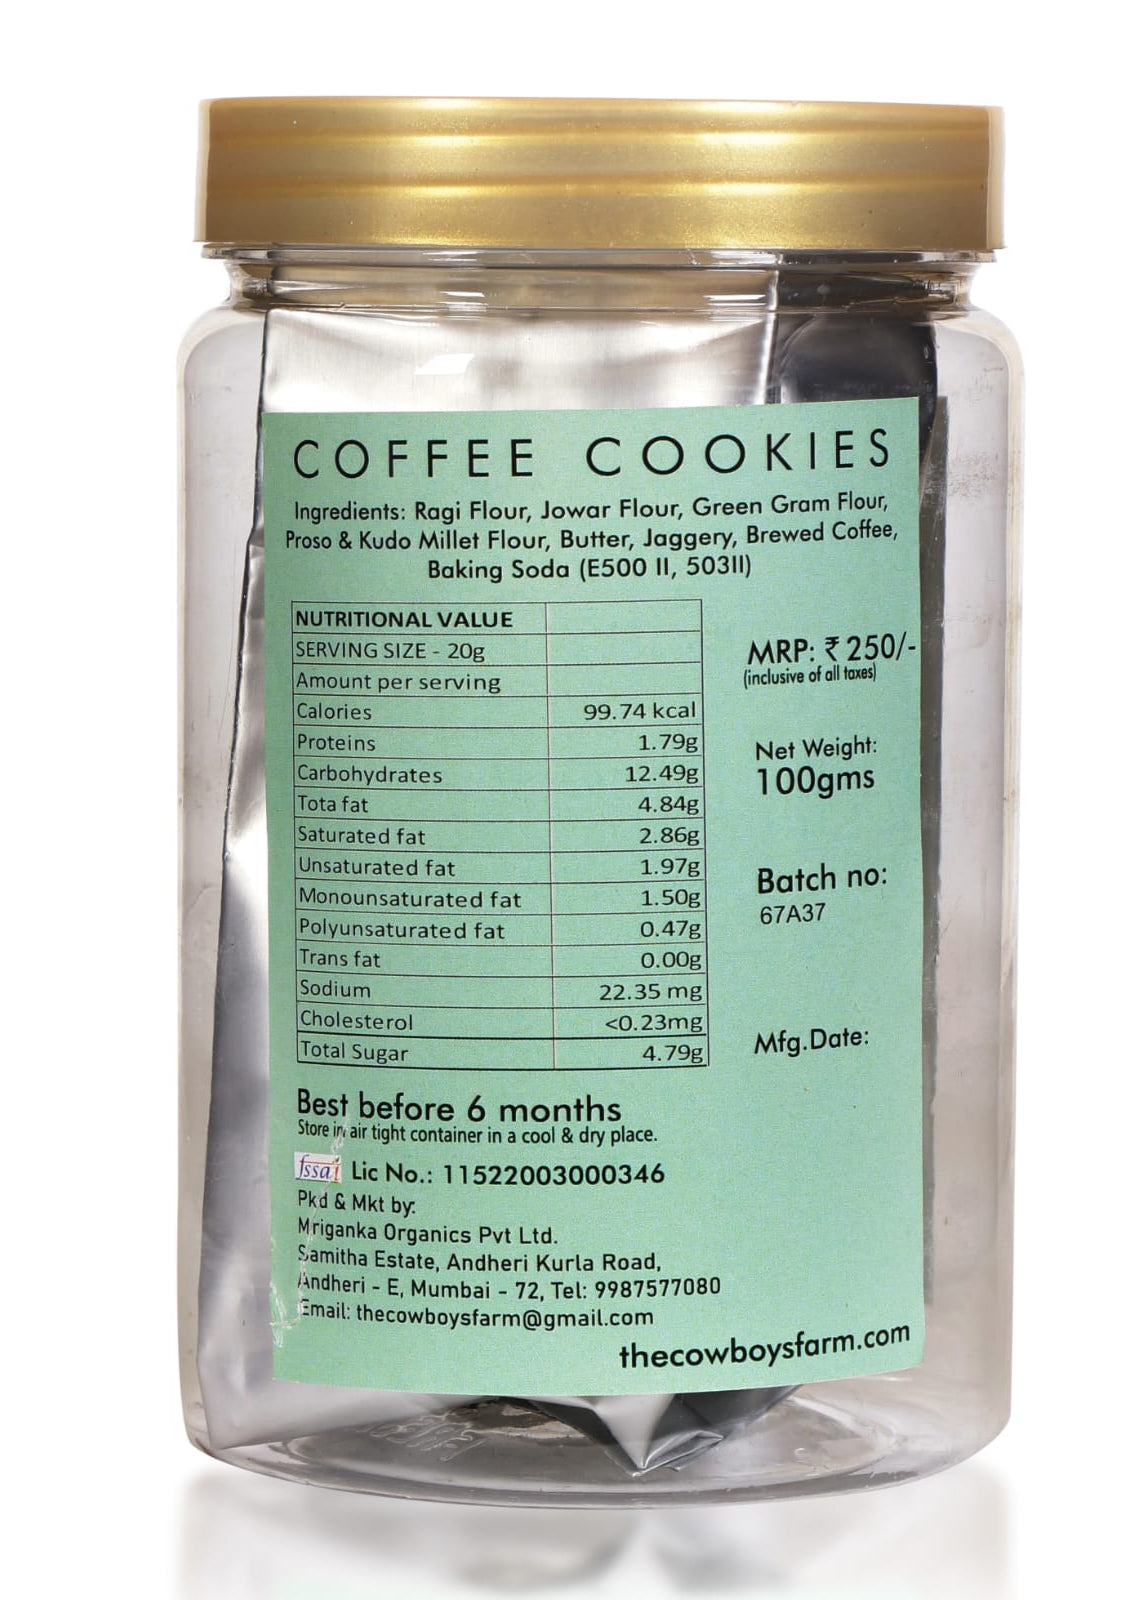 COFFEE COOKIES
Ingredients: Ragi Flour, Jowar Flour, Green Gram Flour,
Proso & Kudo Millet Flour, Butter, Jaggery, Brewed Coffee,
Baking Soda (E500 II, 503II)
NUTRITIONAL VALUE
SERVING SIZE - 20g
Amount per serving
Calories 99.74 kcal
Proteins 1.79g
Carbohydrates 12.49g
Tota fat 4.84g
Saturated fat 2.86g
Unsaturated fat 1.97g
Monounsaturated fat 1.50g
Polyunsaturated fat 0.47g
Trans fat 0.00g
Sodium 22.35 mg
Cholesterol <0.23mg
Total Sugar 4.79g
MRP: ₹ 250/-
(inclusive of all taxes)
Net Weight:
100gms
Batch no:
67A37
Mfg.Date:
Best before 6 months
Store in air tight container in a cool & dry place.
fssai Lic No.: 11522003000346
Pkd & Mkt by:
Mriganka Organics Pvt Ltd.
Samitha Estate, Andheri Kurla Road,
Andheri - E, Mumbai - 72, Tel: 9987577080
Email: thecowboysfarm@gmail.com
thecowboysfarm.com